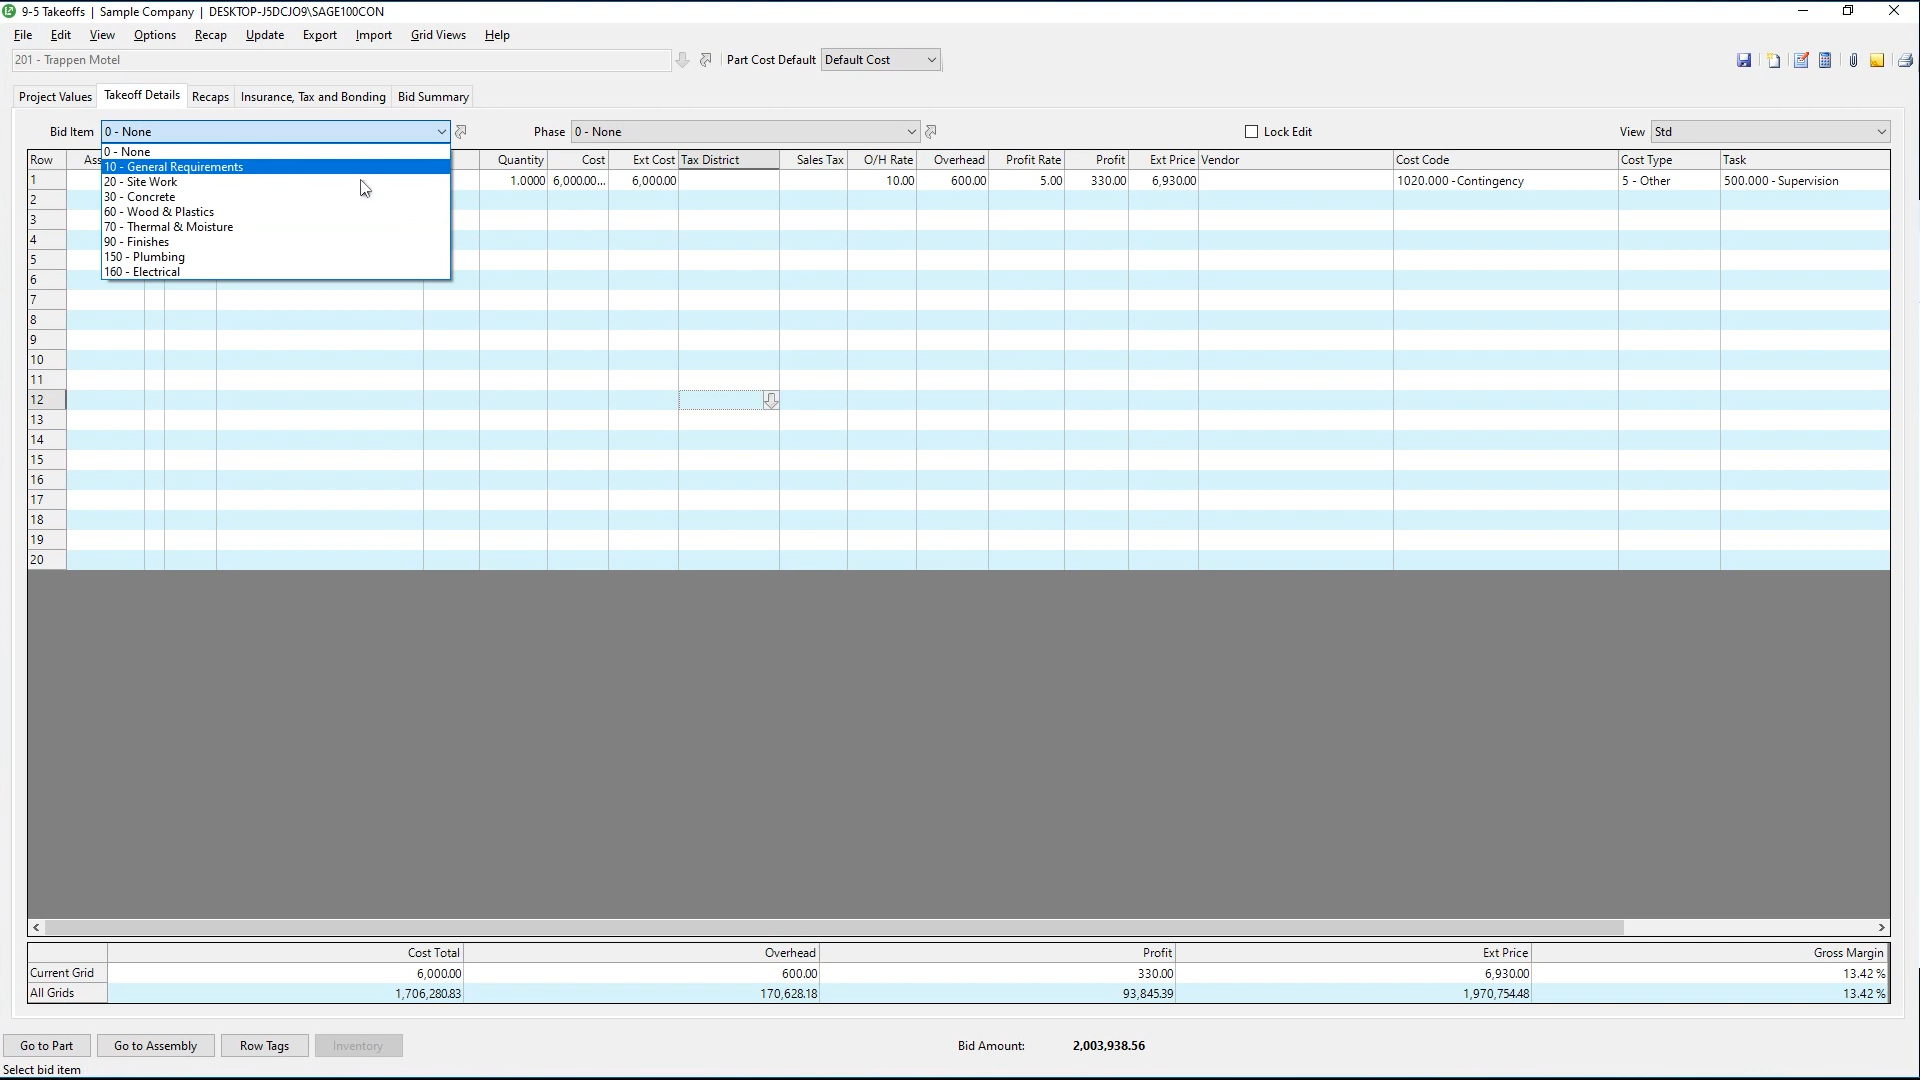 9-5 Takeoffs | Sample Company | DESKTOP-J5DCJO9\SAGE100CON
File Edit View Options Recap Update Export Import Grid Views Help
201 - Trappen Motel Part Cost Default Default Cost
Project Values Takeoff Details Recaps Insurance, Tax and Bonding Bid Summary
Bid Item 0 - None Phase 0 - None Lock Edit View Std
0 - None
10 - General Requirements
20 - Site Work
30 - Concrete
60 - Wood & Plastics
70 - Thermal & Moisture
90 - Finishes
150 - Plumbing
160 - Electrical
Row Ass Quantity Cost Ext Cost Tax District Sales Tax O/H Rate Overhead Profit Rate Profit Ext Price Vendor Cost Code Cost Type Task
1 1.0000 6,000.00... 6,000.00 10.00 600.00 5.00 330.00 6,930.00 1020.000 - Contingency 5 - Other 500.000 - Supervision
2
3
4
5
6
7
8
9
10
11
12
13
14
15
16
17
18
19
20
Cost Total Overhead Profit Ext Price Gross Margin
Current Grid 6,000.00 600.00 330.00 6,930.00 13.42 %
All Grids 1,706,280.83 170,628.18 93,845.39 1,970,754.48 13.42 %
Go to Part Go to Assembly Row Tags Inventory Bid Amount: 2,003,938.56
Select bid item